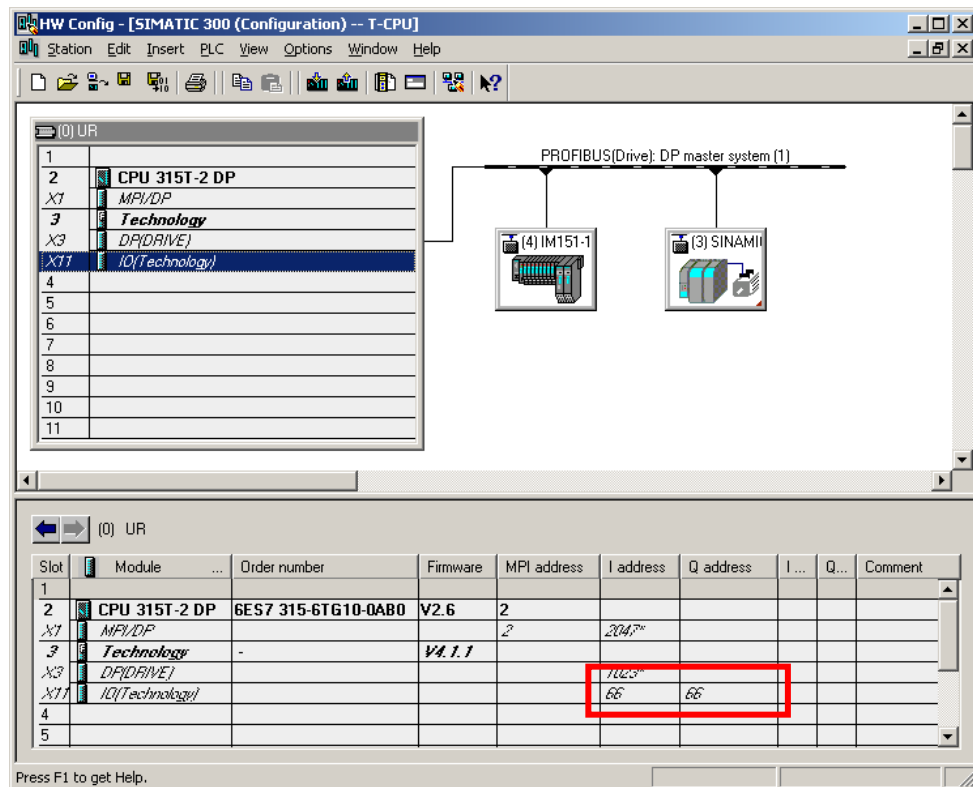 HW Config - [SIMATIC 300 (Configuration) -- T-CPU]
Station Edit Insert PLC View Options Window Help
(0) UR
1
2 CPU 315T-2 DP
X1 MPI/DP
3 Technology
X3 DP(DRIVE)
X11 IO(Technology)
4
5
6
7
8
9
10
11
PROFIBUS(Drive): DP master system (1)
(4) IM151-1
(3) SINAMI
(0) UR
Slot Module ... Order number Firmware MPI address I address Q address I ... Q... Comment
1
2 CPU 315T-2 DP 6ES7 315-6TG10-0AB0 V2.6 2
X1 MPI/DP 2 2047*
3 Technology - V4.1.1
X3 DP(DRIVE) 1023*
X11 IO(Technology) 66 66
4
5
Press F1 to get Help.